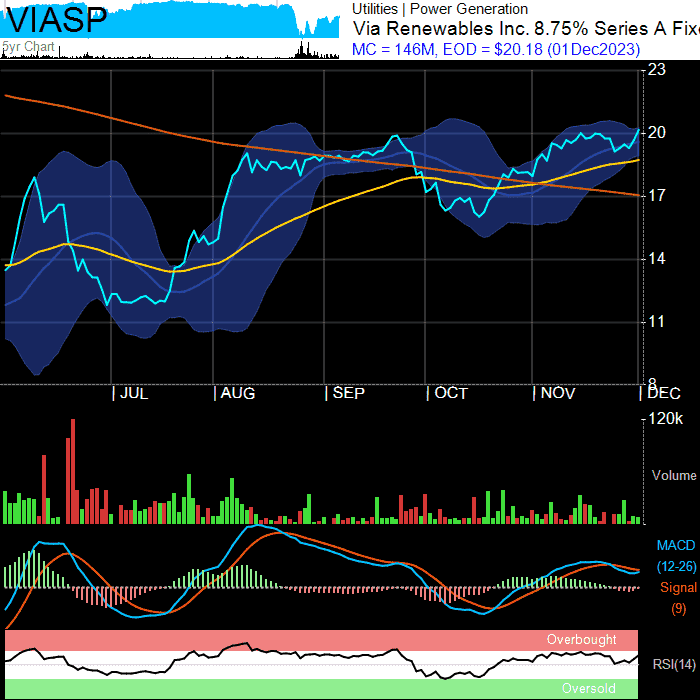 VIASP
5yr Chart
Utilities | Power Generation
Via Renewables Inc. 8.75% Series A Fixe
MC = 146M, EOD = $20.18 (01Dec2023)
23
20
17
14
11
8
JUL AUG SEP OCT NOV DEC
120k
Volume
MACD
(12-26)
Signal
(9)
Overbought
RSI(14)
Oversold